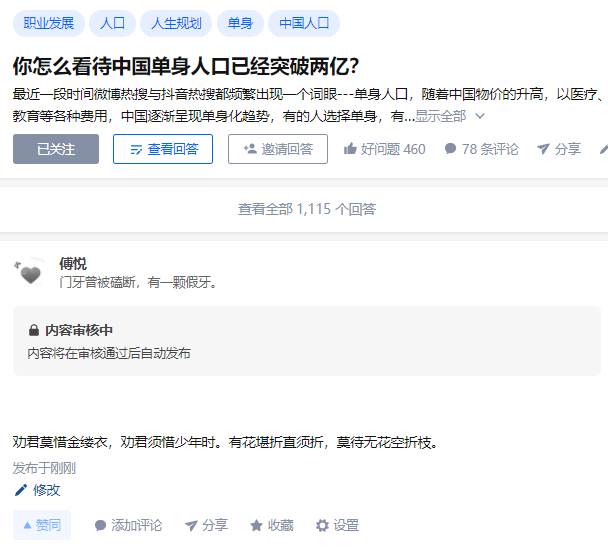 职业发展 人口 人生规划 单身 中国人口
你怎么看待中国单身人口已经突破两亿？
最近一段时间微博热搜与抖音热搜都频繁出现一个词眼---单身人口，随着中国物价的升高，以医疗、
教育等各种费用，中国逐渐呈现单身化趋势，有的人选择单身，有...显示全部
已关注 查看回答 邀请回答 好问题 460 78 条评论 分享
查看全部 1,115 个回答
傅悦
门牙曾被磕断，有一颗假牙。
内容审核中
内容将在审核通过后自动发布
劝君莫惜金缕衣，劝君须惜少年时。有花堪折直须折，莫待无花空折枝。
发布于刚刚
修改
赞同 添加评论 分享 收藏 设置